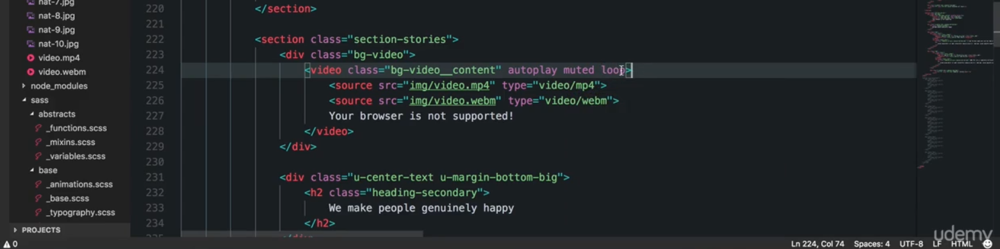 nat-7.jpg
nat-8.jpg
nat-9.jpg
nat-10.jpg
video.mp4
video.webm
node_modules
sass
abstracts
_functions.scss
_mixins.scss
_variables.scss
base
_animations.scss
_base.scss
_typography.scss
PROJECTS
220 </section>
221
222 <section class="section-stories">
223 <div class="bg-video">
224 <video class="bg-video__content" autoplay muted loop>
225 <source src="img/video.mp4" type="video/mp4">
226 <source src="img/video.webm" type="video/webm">
227 Your browser is not supported!
228 </video>
229 </div>
230
231 <div class="u-center-text u-margin-bottom-big">
232 <h2 class="heading-secondary">
233 We make people genuinely happy
234 </h2>
235 </div>
udemy
0 Ln 224, Col 74 Spaces: 4 UTF-8 LF HTML